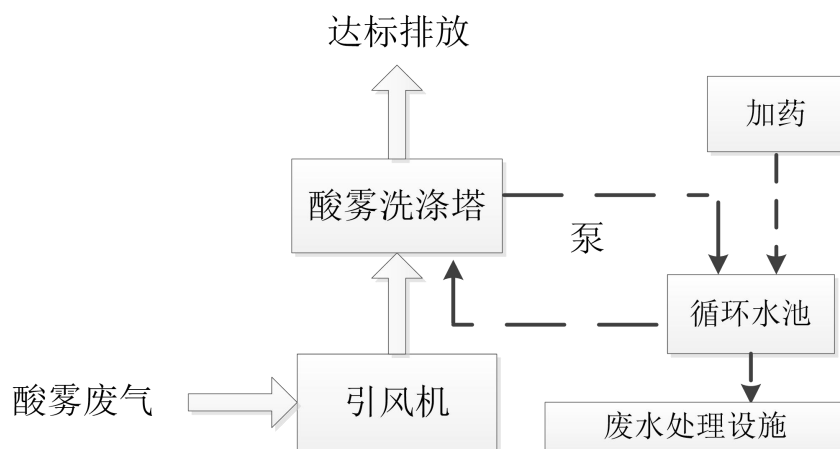 达标排放
加药
酸雾洗涤塔
泵
循环水池
酸雾废气
引风机
废水处理设施